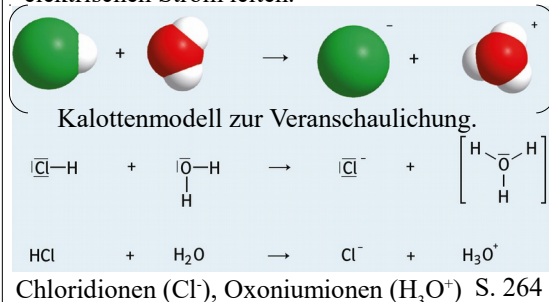 elektrischen Strom leiten.
+ → - + +
Kalottenmodell zur Veranschaulichung.
|Cl—H + |O—H → |Cl|⁻ + [H O H
H H] +
HCl + H₂O → Cl⁻ + H₃O⁺
Chloridionen (Cl⁻), Oxoniumionen (H₃O⁺) S. 264